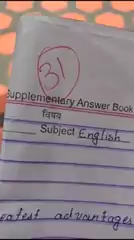 31
Supplementary Answer Book
विषय
Subject English
eatest advantages